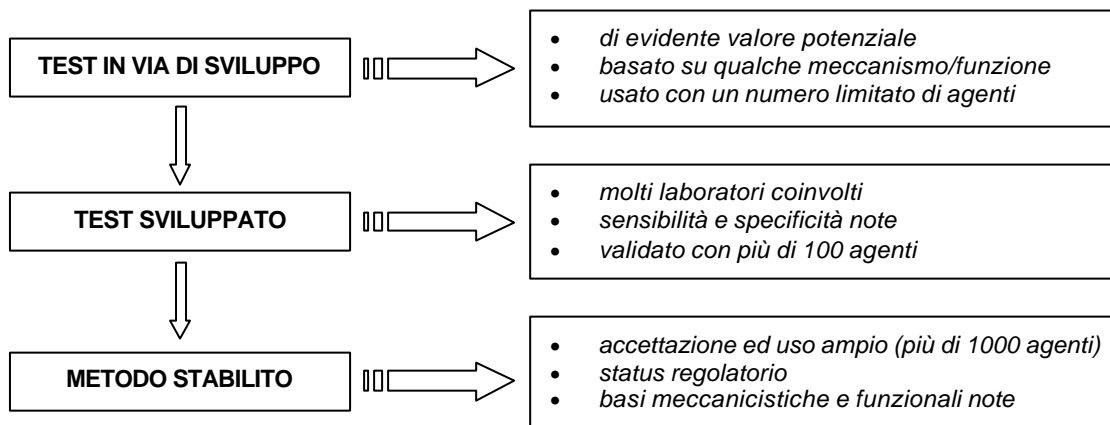 TEST IN VIA DI SVILUPPO
• di evidente valore potenziale
• basato su qualche meccanismo/funzione
• usato con un numero limitato di agenti
TEST SVILUPPATO
• molti laboratori coinvolti
• sensibilità e specificità note
• validato con più di 100 agenti
METODO STABILITO
• accettazione ed uso ampio (più di 1000 agenti)
• status regolatorio
• basi meccanicistiche e funzionali note